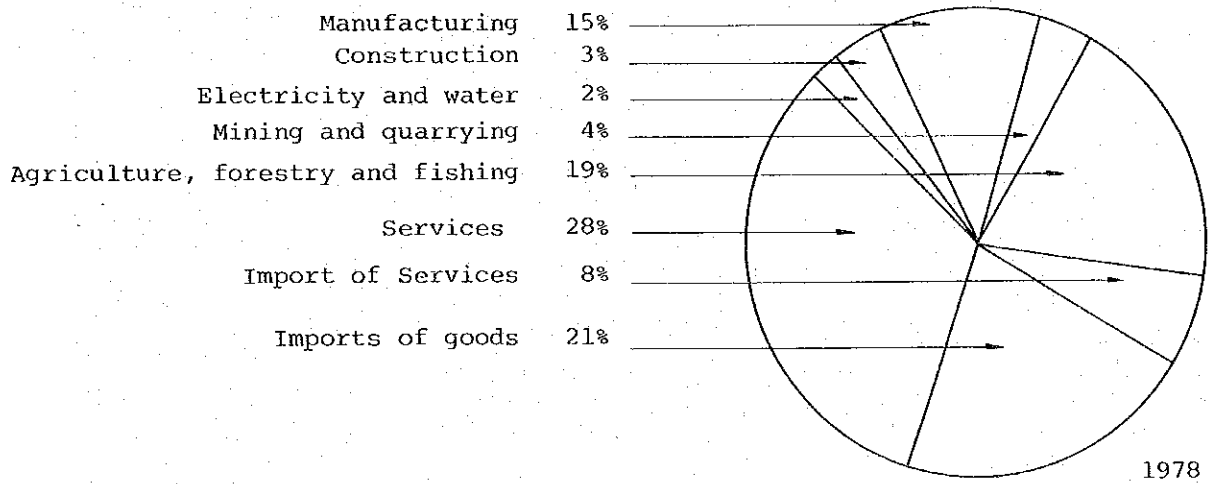 Manufacturing 15%
Construction 3%
Electricity and water 2%
Mining and quarrying 4%
Agriculture, forestry and fishing 19%
Services 28%
Import of Services 8%
Imports of goods 21%
1978